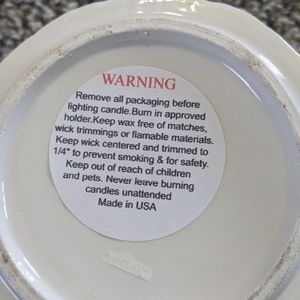 WARNING
Remove all packaging before
lighting candle.Burn in approved
holder.Keep wax free of matches,
wick trimmings or flamable materials.
Keep wick centered and trimmed to
1/4" to prevent smoking & for safety.
Keep out of reach of children
and pets. Never leave burning
candles unattended
Made in USA